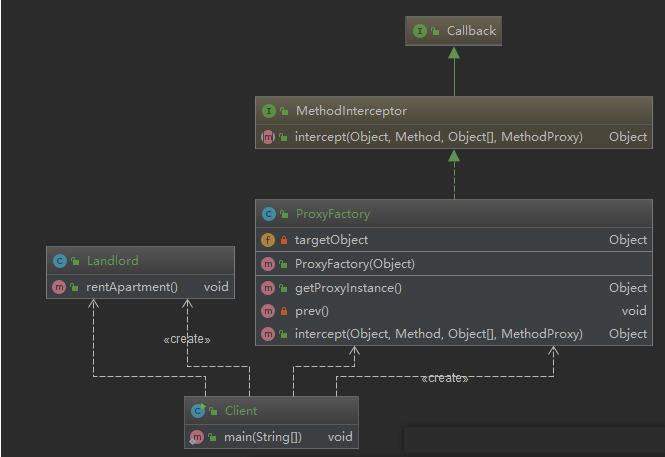 Callback
MethodInterceptor
intercept(Object, Method, Object[], MethodProxy) Object
ProxyFactory
targetObject Object
ProxyFactory(Object)
getProxyInstance() Object
prev() void
intercept(Object, Method, Object[], MethodProxy) Object
Landlord
rentApartment() void
«create»
«create»
Client
main(String[]) void